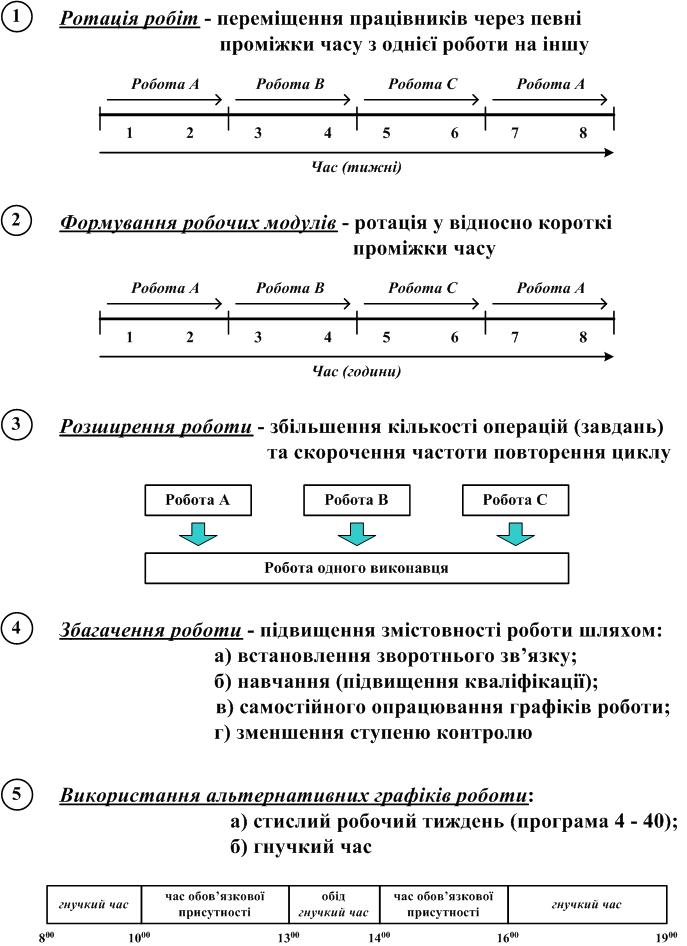 1 Ротація робіт - переміщення працівників через певні
проміжки часу з однієї роботи на іншу
Робота А Робота В Робота С Робота А
1 2 3 4 5 6 7 8
Час (тижні)
2 Формування робочих модулів - ротація у відносно короткі
проміжки часу
Робота А Робота В Робота С Робота А
1 2 3 4 5 6 7 8
Час (години)
3 Розширення роботи - збільшення кількості операцій (завдань)
та скорочення частоти повторення циклу
Робота А Робота В Робота С
Робота одного виконавця
4 Збагачення роботи - підвищення змістовності роботи шляхом:
а) встановлення зворотнього зв’язку;
б) навчання (підвищення кваліфікації);
в) самостійного опрацювання графіків роботи;
г) зменшення ступеню контролю
5 Використання альтернативних графіків роботи:
а) стислий робочий тиждень (програма 4 - 40);
б) гнучкий час
гнучкий час
час обов’язкової
присутності
обід
гнучкий час
час обов’язкової
присутності
гнучкий час
8⁰⁰ 10⁰⁰ 13⁰⁰ 14⁰⁰ 16⁰⁰ 19⁰⁰